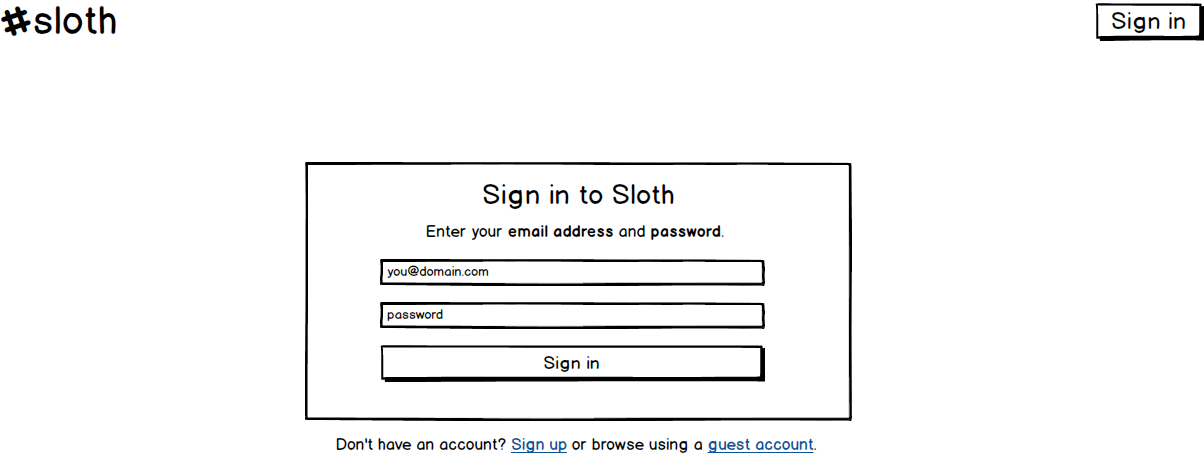 #sloth
Sign in
Sign in to Sloth
Enter your email address and password.
you@domain.com
password
Sign in
Don't have an account? Sign up or browse using a guest account.